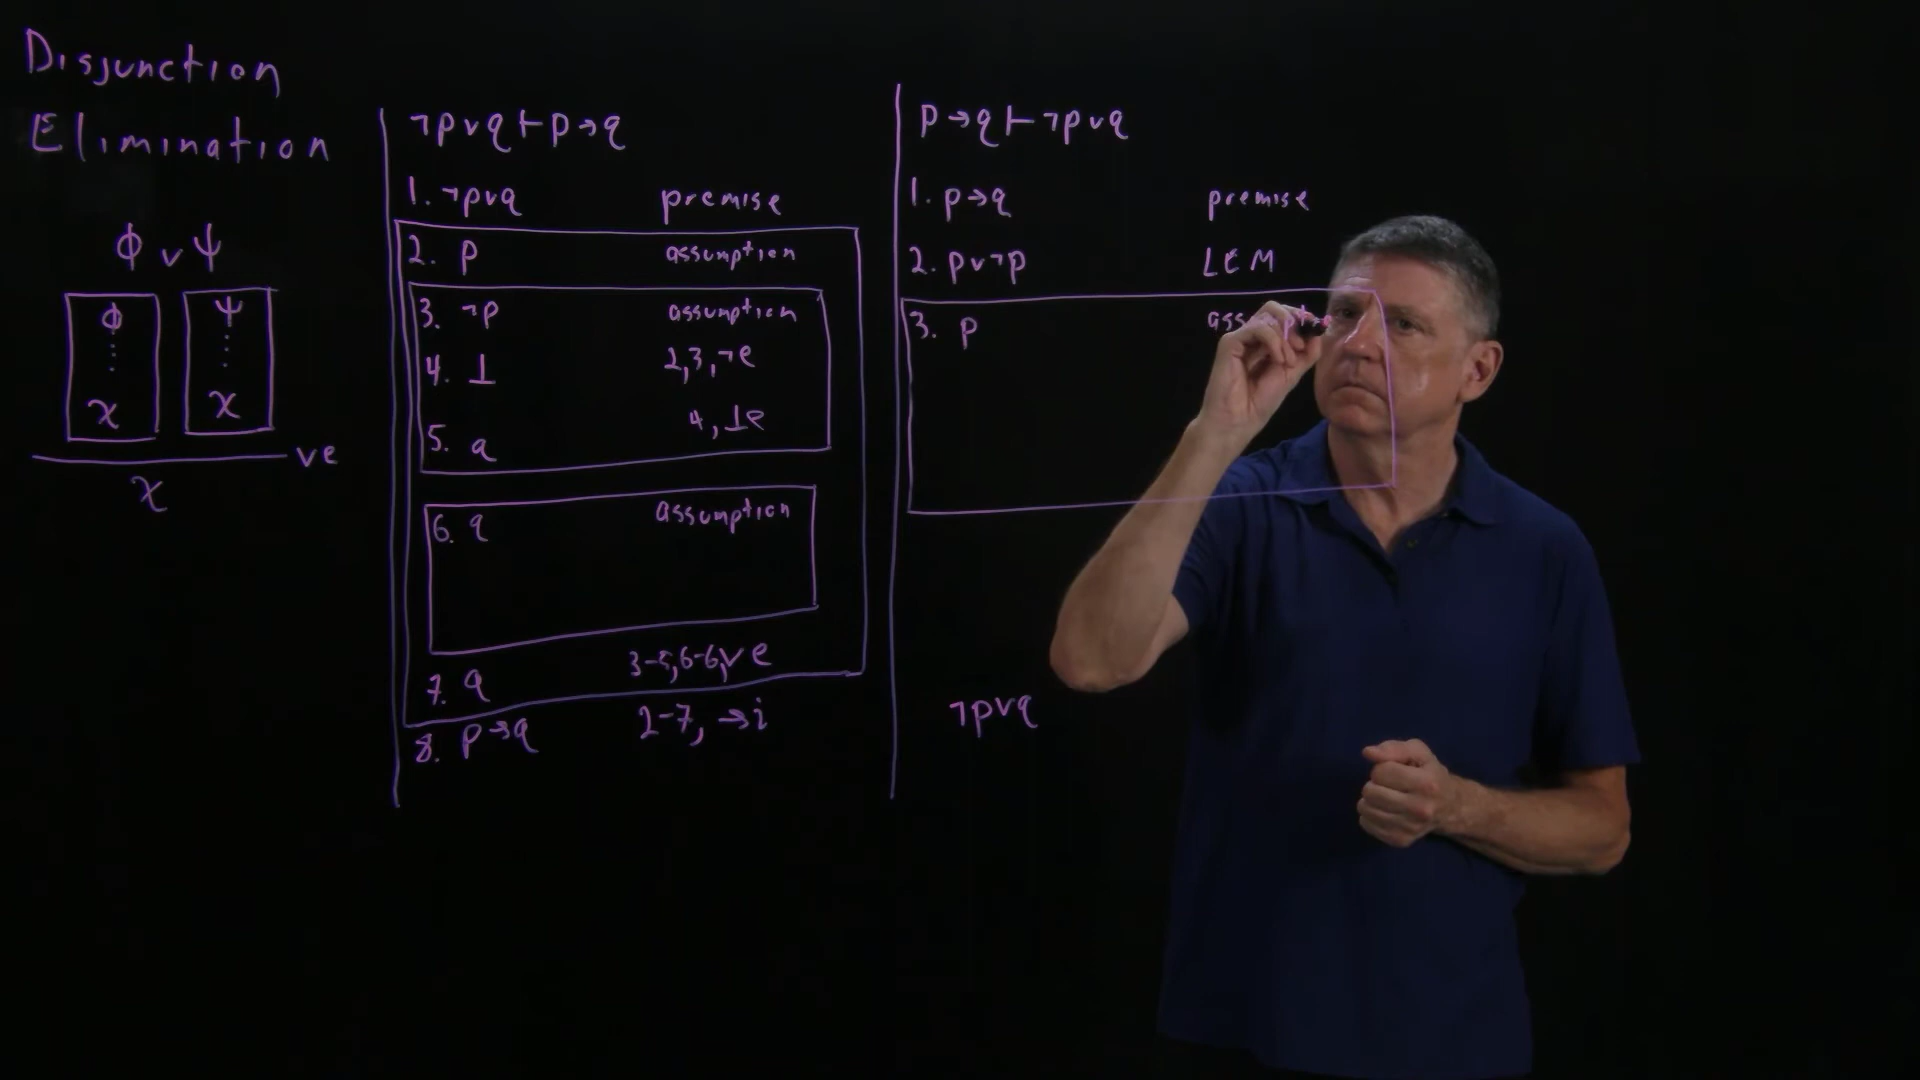 Disjunction
Elimination
ϕ ∨ ψ
ϕ ψ
⋮ ⋮
χ χ
∨e
χ
¬p∨q ⊢ p→q
1. ¬p∨q premise
2. p assumption
3. ¬p assumption
4. ⊥ 2,3,¬e
5. q 4,⊥e
6. q assumption
7. q 3-5,6-6,∨e
8. p→q 2-7, →i
p→q ⊢ ¬p∨q
1. p→q premise
2. p∨¬p LEM
3. p
¬p∨q